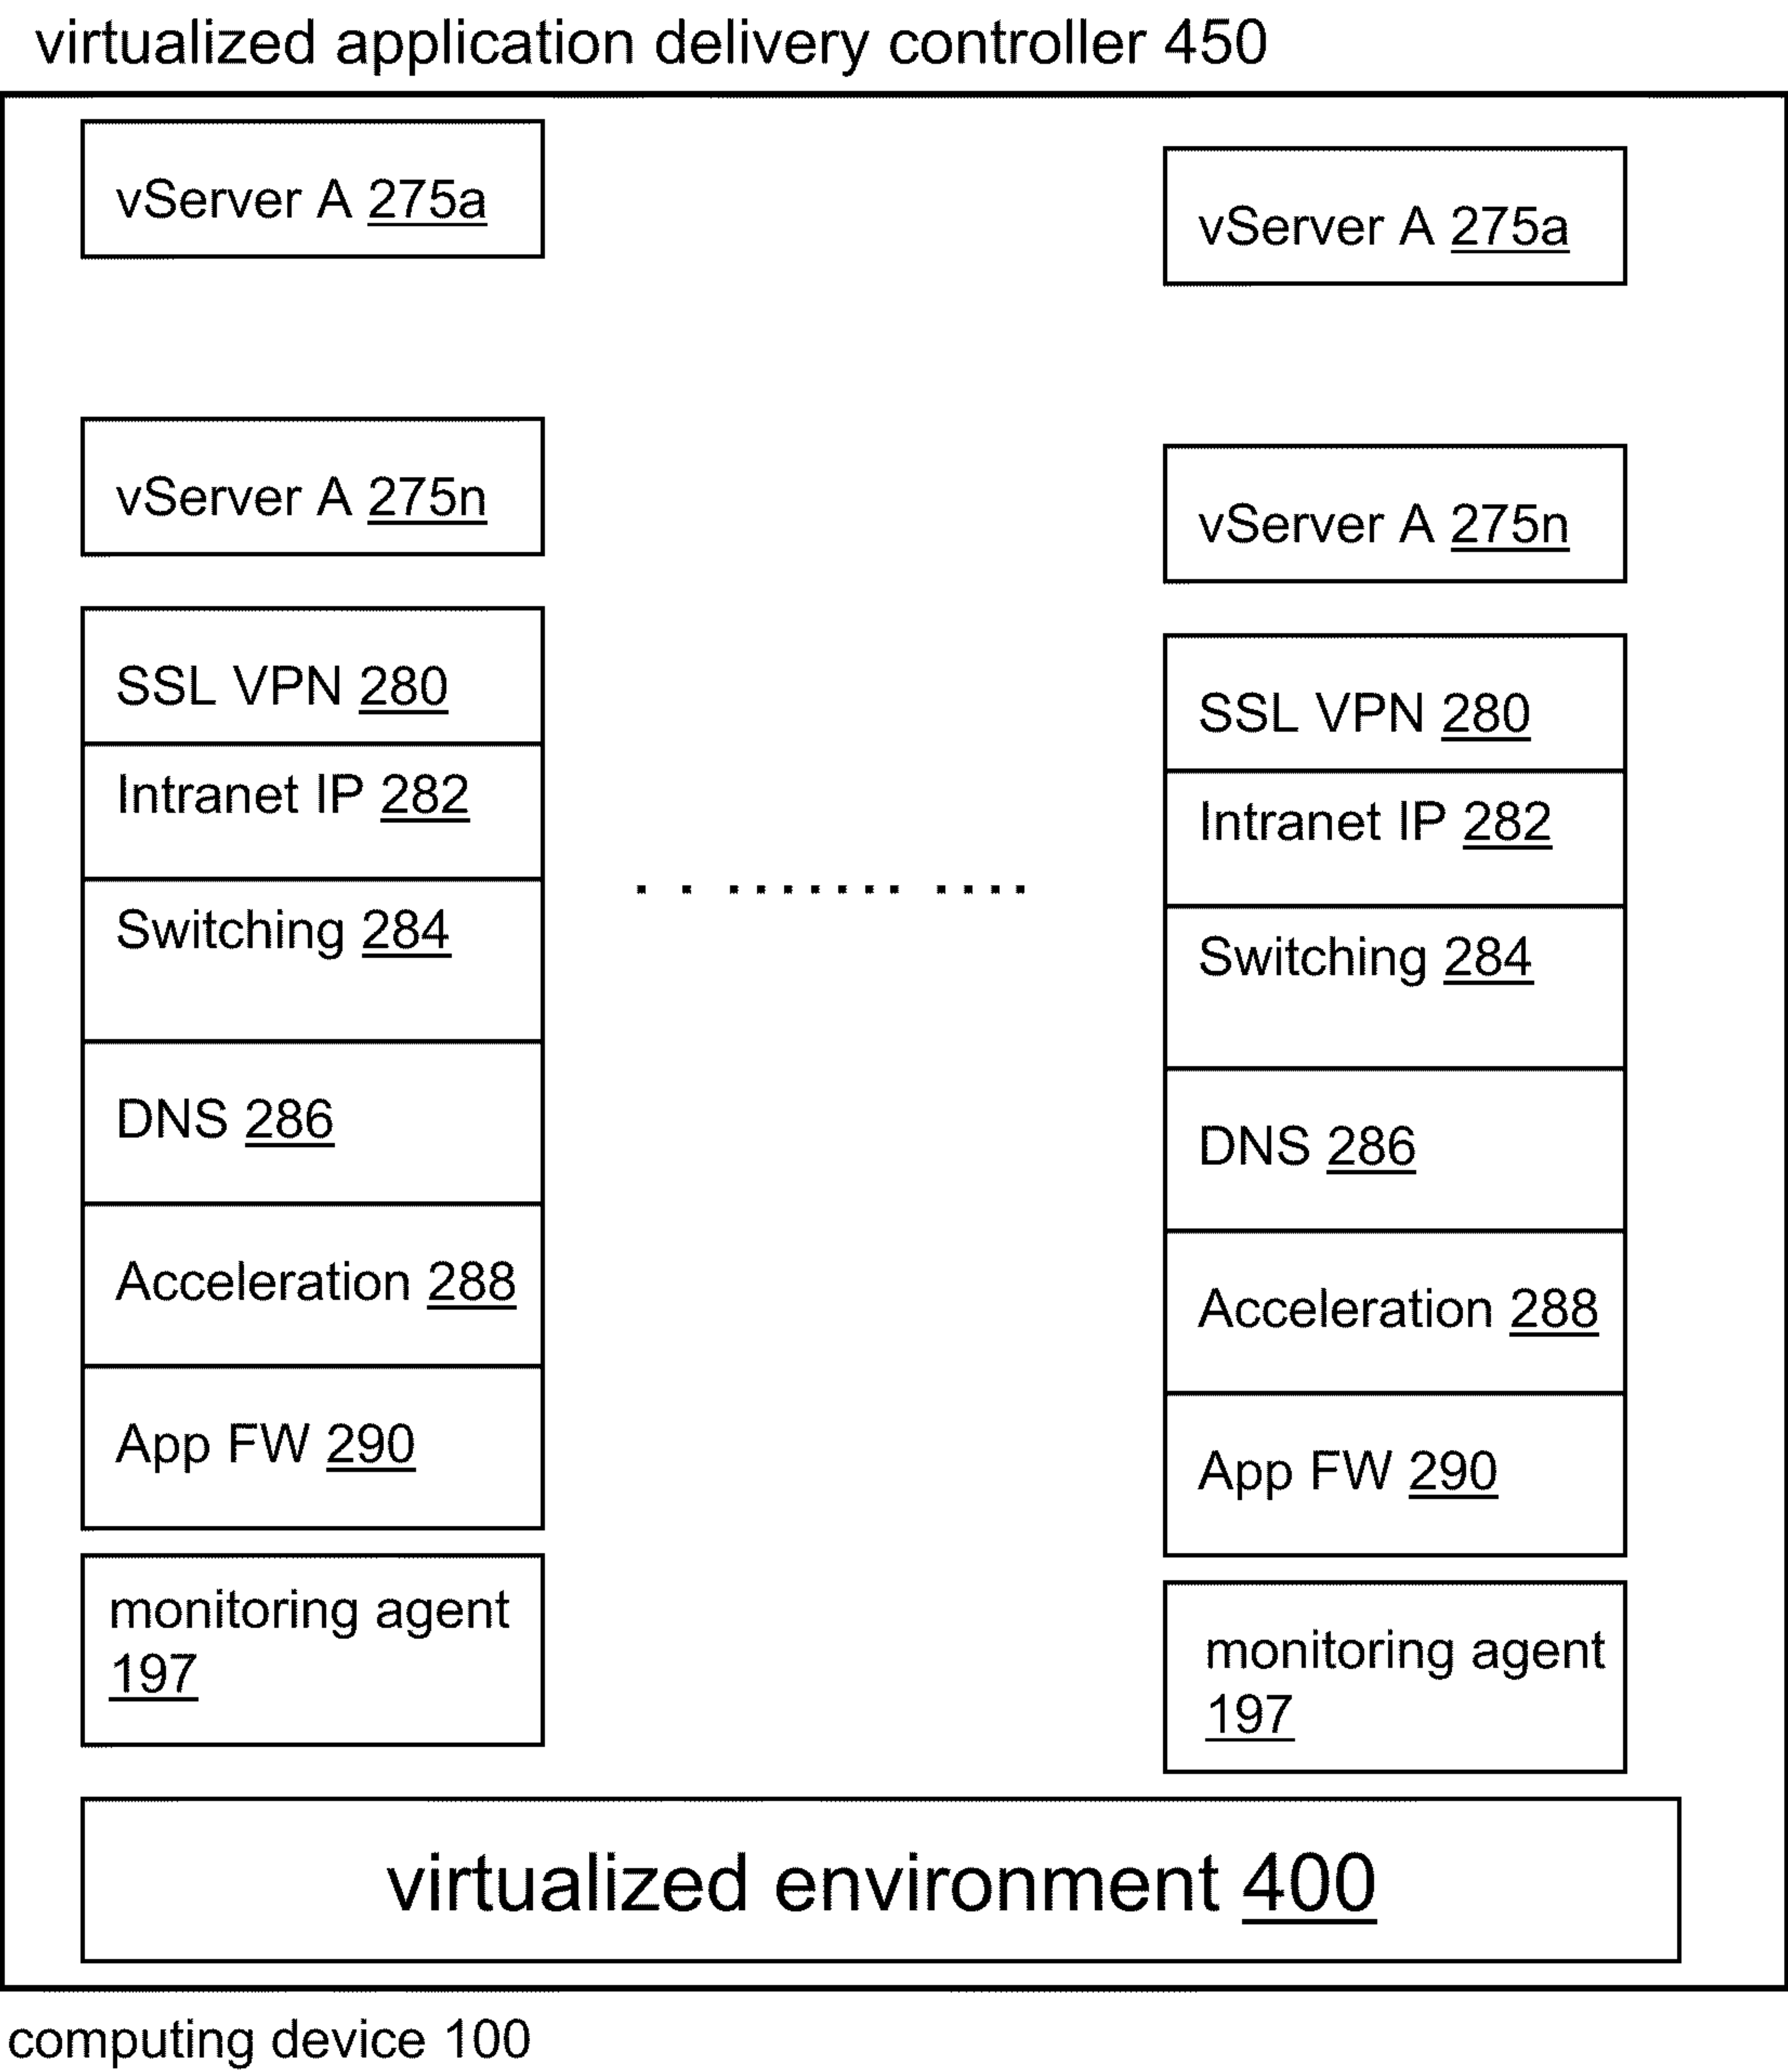 virtualized application delivery controller 450
vServer A 275a
vServer A 275n
SSL VPN 280
Intranet IP 282
Switching 284
DNS 286
Acceleration 288
App FW 290
monitoring agent
197
vServer A 275a
vServer A 275n
SSL VPN 280
Intranet IP 282
Switching 284
DNS 286
Acceleration 288
App FW 290
monitoring agent
197
virtualized environment 400
computing device 100